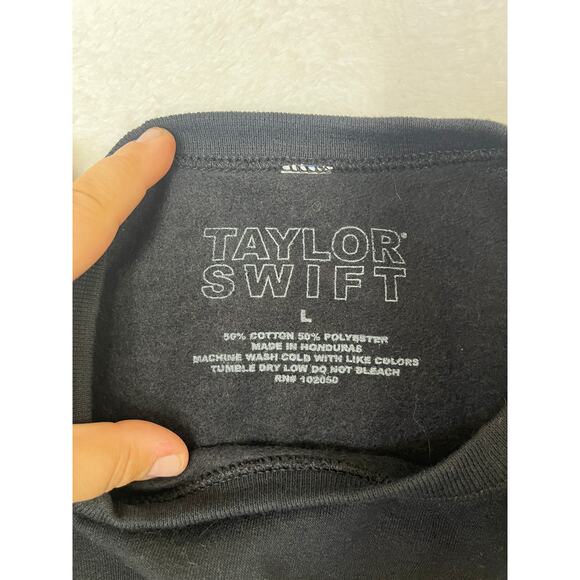 TAYLOR®
SWIFT
L
50% COTTON 50% POLYESTER
MADE IN HONDURAS
MACHINE WASH COLD WITH LIKE COLORS
TUMBLE DRY LOW DO NOT BLEACH
RN# 102050